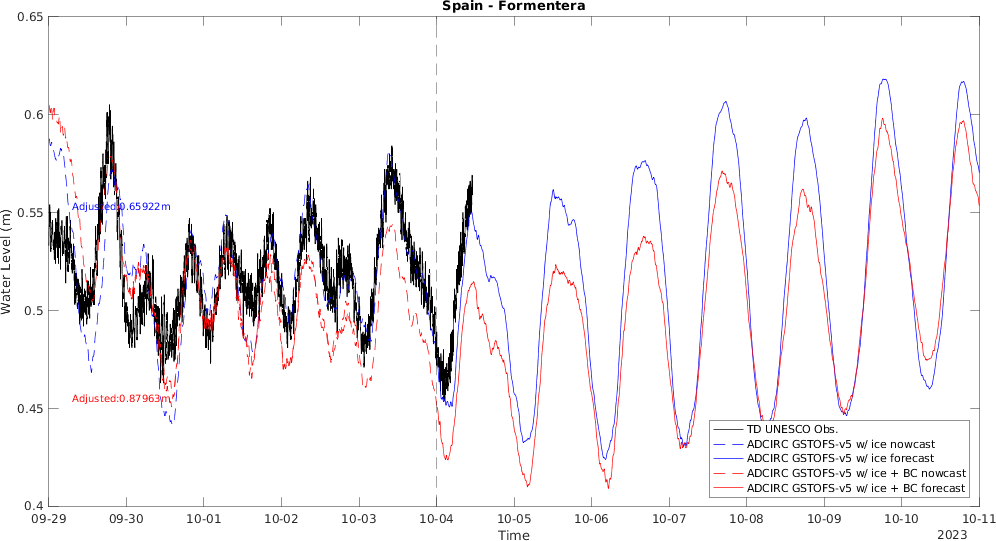 Spain - Formentera
Water Level (m)
0.65
0.6
0.55
0.5
0.45
0.4
Adjusted:0.65922m
Adjusted:0.87963m
TD UNESCO Obs.
ADCIRC GSTOFS-v5 w/ ice nowcast
ADCIRC GSTOFS-v5 w/ ice forecast
ADCIRC GSTOFS-v5 w/ ice + BC nowcast
ADCIRC GSTOFS-v5 w/ ice + BC forecast
09-29 09-30 10-01 10-02 10-03 10-04 10-05 10-06 10-07 10-08 10-09 10-10 10-11
Time
2023